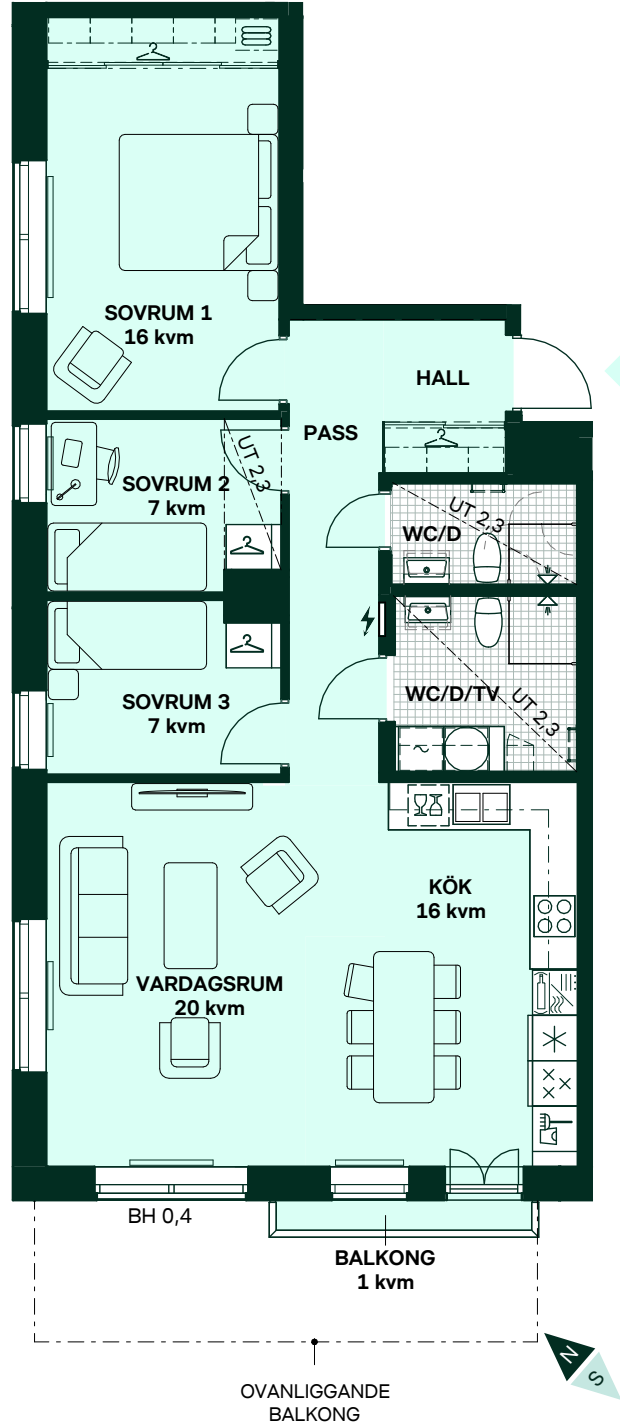 SOVRUM 1
16 kvm
HALL
PASS
UT 2,3
SOVRUM 2
7 kvm
UT 2,3
WC/D
SOVRUM 3
7 kvm
WC/D/TV
UT 2,3
KÖK
16 kvm
VARDAGSRUM
20 kvm
BH 0,4
BALKONG
1 kvm
N
S
OVANLIGGANDE
BALKONG